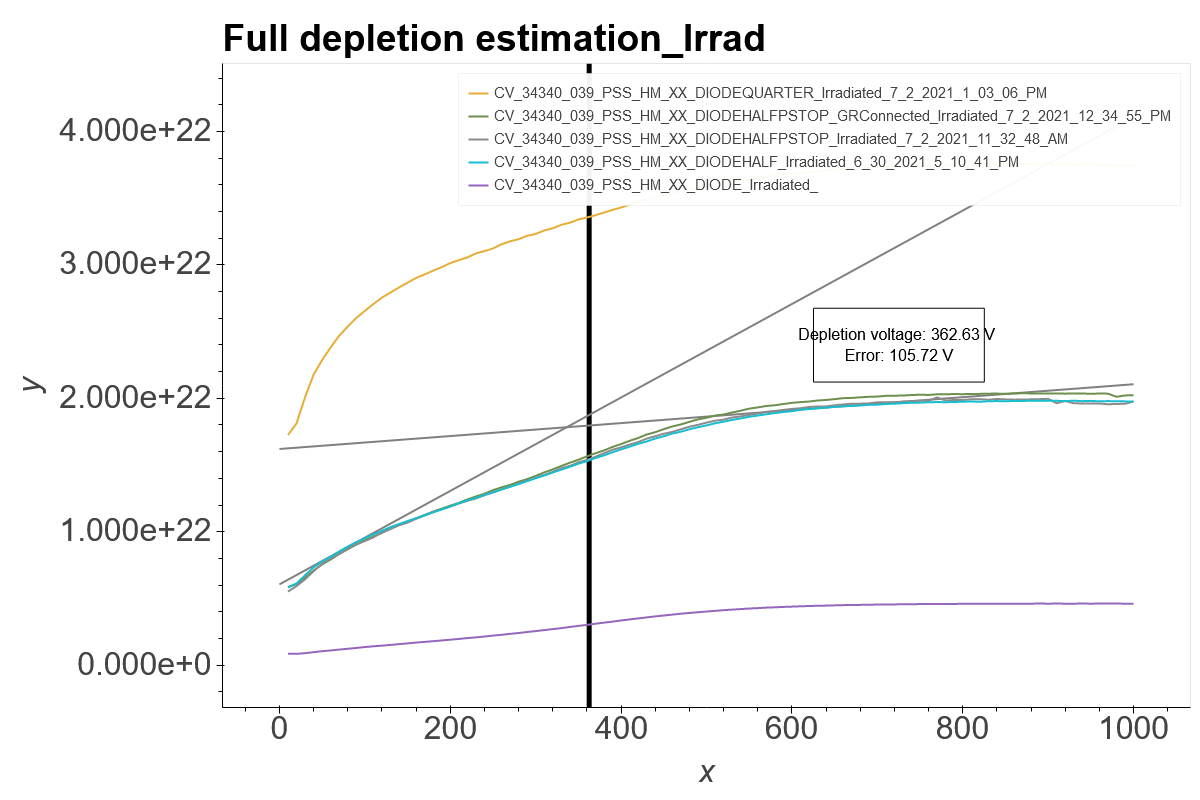 Full depletion estimation_Irrad
CV_34340_039_PSS_HM_XX_DIODEQUARTER_Irradiated_7_2_2021_1_03_06_PM
CV_34340_039_PSS_HM_XX_DIODEHALFPSTOP_GRConnected_Irradiated_7_2_2021_12_34_55_PM
CV_34340_039_PSS_HM_XX_DIODEHALFPSTOP_Irradiated_7_2_2021_11_32_48_AM
CV_34340_039_PSS_HM_XX_DIODEHALF_Irradiated_6_30_2021_5_10_41_PM
CV_34340_039_PSS_HM_XX_DIODE_Irradiated_
4.000e+22
3.000e+22
2.000e+22
1.000e+22
0.000e+0
y
Depletion voltage: 362.63 V
Error: 105.72 V
0 200 400 600 800 1000
x